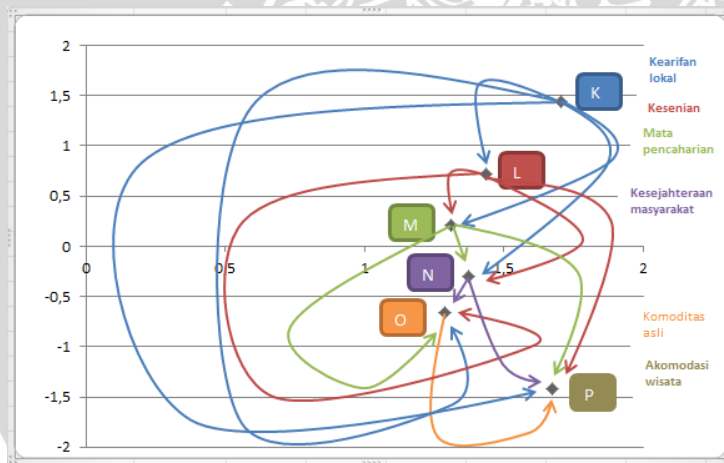 2
1,5
1
0,5
0
-0,5
-1
-1,5
-2
0
0,5
1
1,5
2
K
L
M
N
O
P
Kearifan
lokal
Kesenian
Mata
pencaharian
Kesejahteraan
masyarakat
Komoditas
asli
Akomodasi
wisata